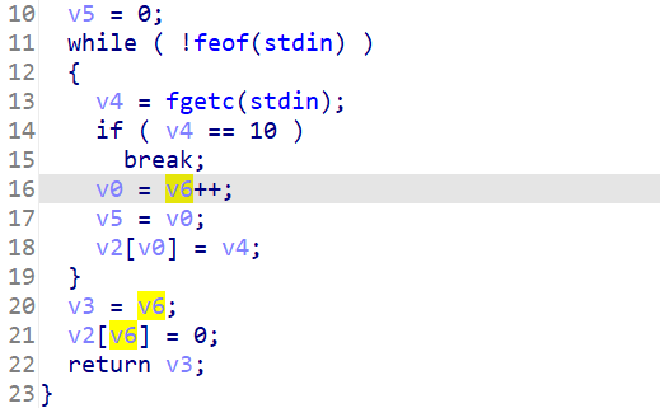 10 v5 = 0;
11 while ( !feof(stdin) )
12 {
13 v4 = fgetc(stdin);
14 if ( v4 == 10 )
15 break;
16 v0 = v6++;
17 v5 = v0;
18 v2[v0] = v4;
19 }
20 v3 = v6;
21 v2[v6] = 0;
22 return v3;
23 }